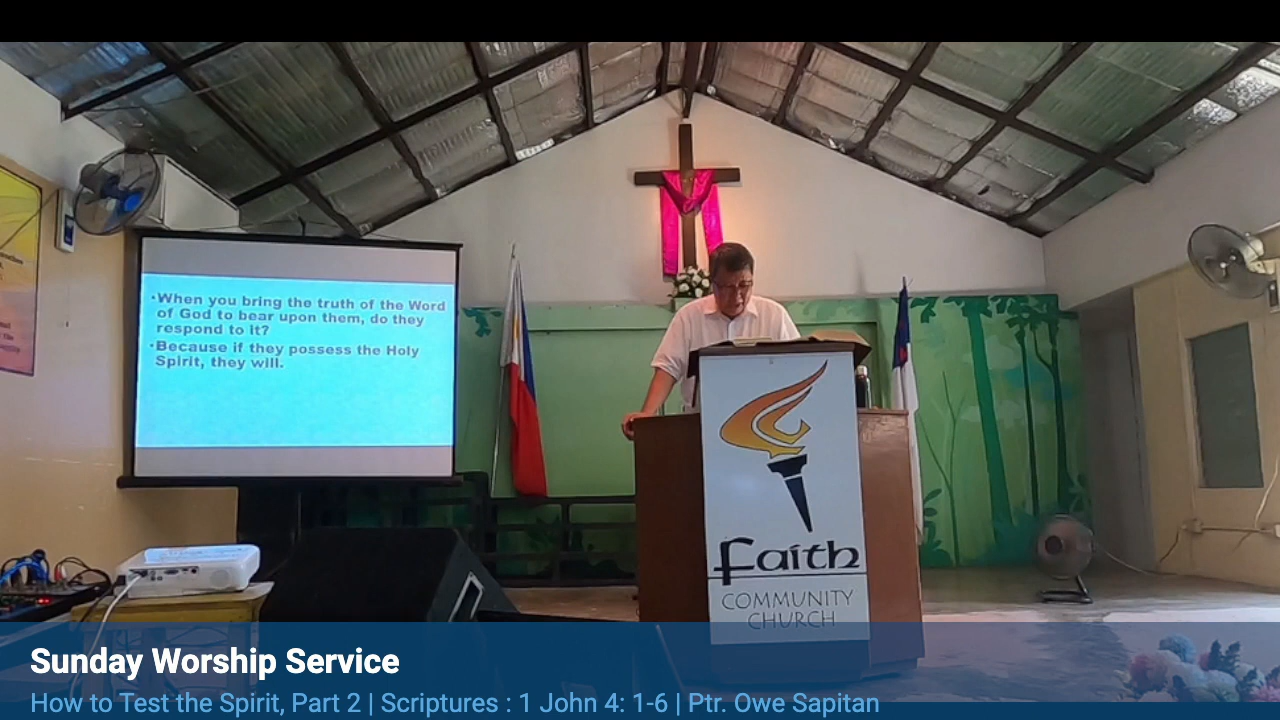 •When you bring the truth of the Word
of God to bear upon them, do they
respond to it?
•Because if they possess the Holy
Spirit, they will.
Faith
COMMUNITY
CHURCH
Sunday Worship Service
How to Test the Spirit, Part 2 | Scriptures : 1 John 4: 1-6 | Ptr. Owe Sapitan